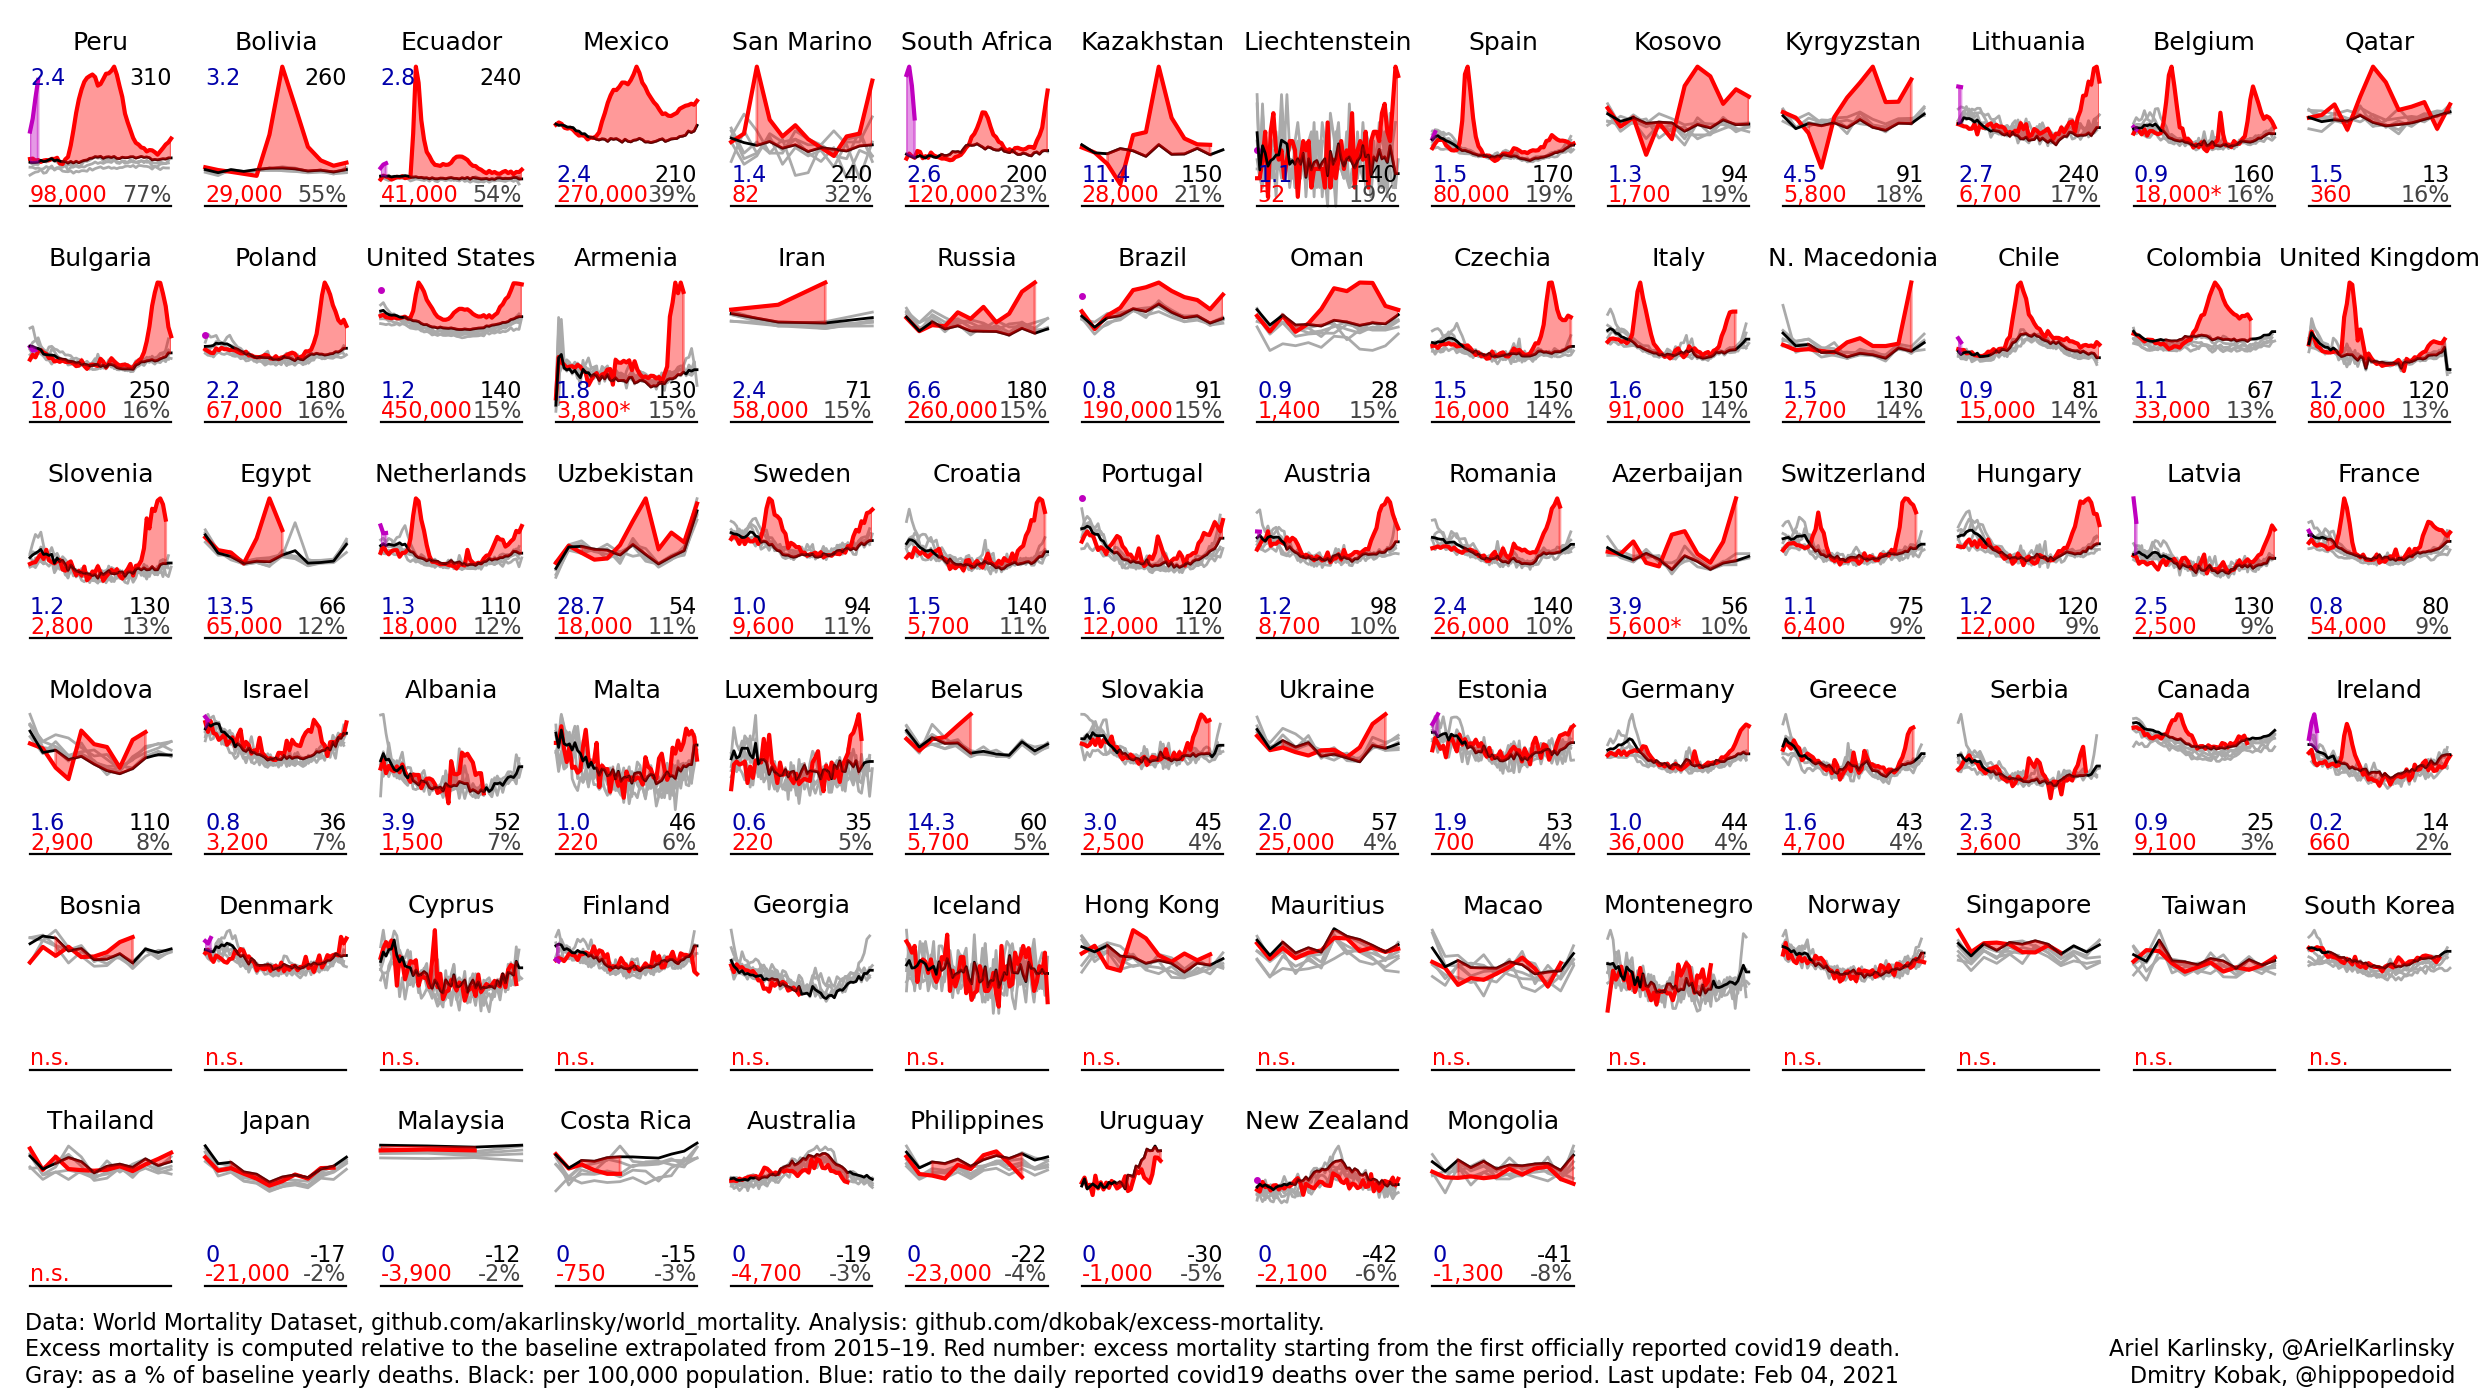 Peru Bolivia Ecuador Mexico San Marino South Africa Kazakhstan Liechtenstein Spain Kosovo Kyrgyzstan Lithuania Belgium Qatar
2.4 310 3.2 260 2.8 240
2.4 210 1.4 240 2.6 200 11.4 150 1.1 140 1.5 170 1.3 94 4.5 91 2.7 240 0.9 160 1.5 13
98,000 77% 29,000 55% 41,000 54% 270,000 39% 82 32% 120,000 23% 28,000 21% 52 19% 80,000 19% 1,700 19% 5,800 18% 6,700 17% 18,000* 16% 360 16%
Bulgaria Poland United States Armenia Iran Russia Brazil Oman Czechia Italy N. Macedonia Chile Colombia United Kingdom
2.0 250 2.2 180 1.2 140 1.8 130 2.4 71 6.6 180 0.8 91 0.9 28 1.5 150 1.6 150 1.5 130 0.9 81 1.1 67 1.2 120
18,000 16% 67,000 16% 450,000 15% 3,800* 15% 58,000 15% 260,000 15% 190,000 15% 1,400 15% 16,000 14% 91,000 14% 2,700 14% 15,000 14% 33,000 13% 80,000 13%
Slovenia Egypt Netherlands Uzbekistan Sweden Croatia Portugal Austria Romania Azerbaijan Switzerland Hungary Latvia France
1.2 130 13.5 66 1.3 110 28.7 54 1.0 94 1.5 140 1.6 120 1.2 98 2.4 140 3.9 56 1.1 75 1.2 120 2.5 130 0.8 80
2,800 13% 65,000 12% 18,000 12% 18,000 11% 9,600 11% 5,700 11% 12,000 11% 8,700 10% 26,000 10% 5,600* 10% 6,400 9% 12,000 9% 2,500 9% 54,000 9%
Moldova Israel Albania Malta Luxembourg Belarus Slovakia Ukraine Estonia Germany Greece Serbia Canada Ireland
1.6 110 0.8 36 3.9 52 1.0 46 0.6 35 14.3 60 3.0 45 2.0 57 1.9 53 1.0 44 1.6 43 2.3 51 0.9 25 0.2 14
2,900 8% 3,200 7% 1,500 7% 220 6% 220 5% 5,700 5% 2,500 4% 25,000 4% 700 4% 36,000 4% 4,700 4% 3,600 3% 9,100 3% 660 2%
Bosnia Denmark Cyprus Finland Georgia Iceland Hong Kong Mauritius Macao Montenegro Norway Singapore Taiwan South Korea
n.s. n.s. n.s. n.s. n.s. n.s. n.s. n.s. n.s. n.s. n.s. n.s. n.s. n.s.
Thailand Japan Malaysia Costa Rica Australia Philippines Uruguay New Zealand Mongolia
0 -17 0 -12 0 -15 0 -19 0 -22 0 -30 0 -42 0 -41
n.s. -21,000 -2% -3,900 -2% -750 -3% -4,700 -3% -23,000 -4% -1,000 -5% -2,100 -6% -1,300 -8%
Data: World Mortality Dataset, github.com/akarlinsky/world_mortality. Analysis: github.com/dkobak/excess-mortality.
Excess mortality is computed relative to the baseline extrapolated from 2015–19. Red number: excess mortality starting from the first officially reported covid19 death. Ariel Karlinsky, @ArielKarlinsky
Gray: as a % of baseline yearly deaths. Black: per 100,000 population. Blue: ratio to the daily reported covid19 deaths over the same period. Last update: Feb 04, 2021 Dmitry Kobak, @hippopedoid